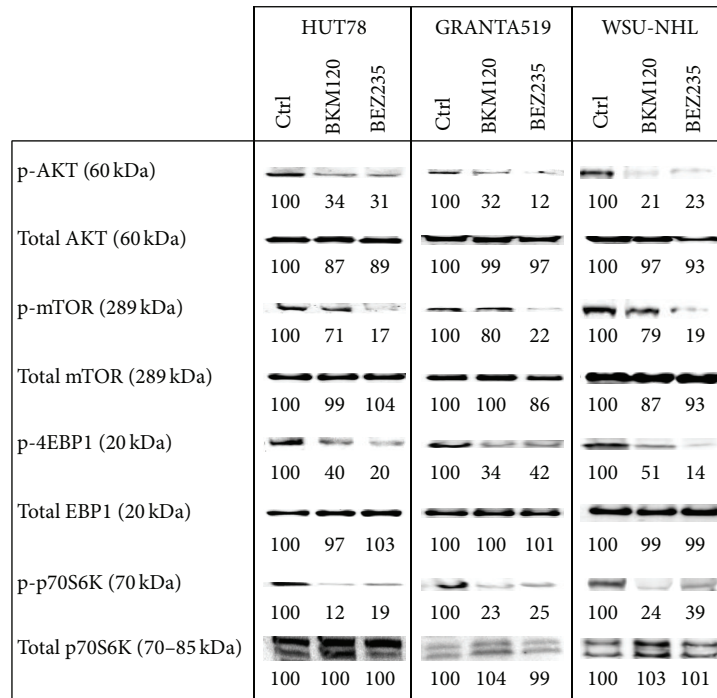 HUT78 GRANTA519 WSU-NHL
Ctrl BKM120 BEZ235 Ctrl BKM120 BEZ235 Ctrl BKM120 BEZ235
p-AKT (60 kDa)
100 34 31 100 32 12 100 21 23
Total AKT (60 kDa)
100 87 89 100 99 97 100 97 93
p-mTOR (289 kDa)
100 71 17 100 80 22 100 79 19
Total mTOR (289 kDa)
100 99 104 100 100 86 100 87 93
p-4EBP1 (20 kDa)
100 40 20 100 34 42 100 51 14
Total EBP1 (20 kDa)
100 97 103 100 100 101 100 99 99
p-p70S6K (70 kDa)
100 12 19 100 23 25 100 24 39
Total p70S6K (70–85 kDa)
100 100 100 100 104 99 100 103 101